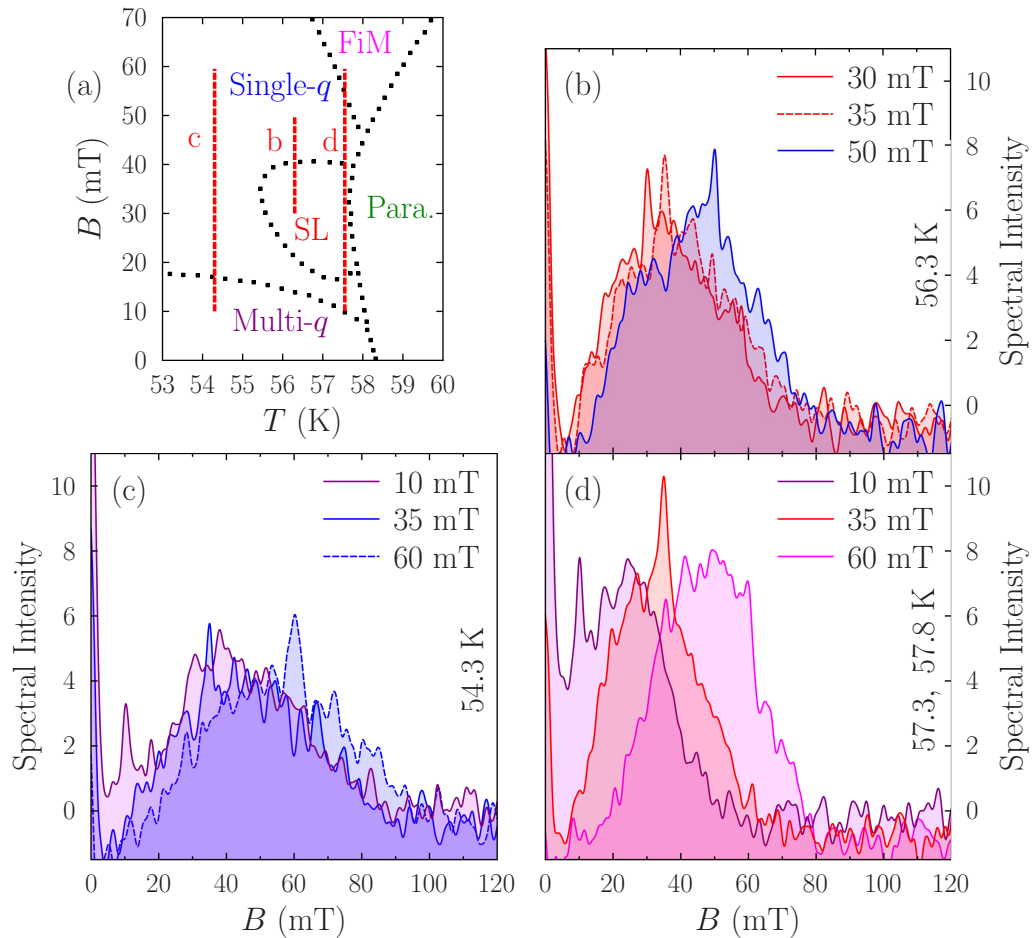 (a)
FiM
Single-q
c
b
d
SL
Para.
Multi-q
70
60
50
40
30
20
10
0
B (mT)
53 54 55 56 57 58 59 60
T (K)
(b)
30 mT
35 mT
50 mT
56.3 K
10
8
6
4
2
0
Spectral Intensity
(c)
10 mT
35 mT
60 mT
54.3 K
10
8
6
4
2
0
Spectral Intensity
0 20 40 60 80 100 120
B (mT)
(d)
10 mT
35 mT
60 mT
57.3, 57.8 K
10
8
6
4
2
0
Spectral Intensity
0 20 40 60 80 100 120
B (mT)